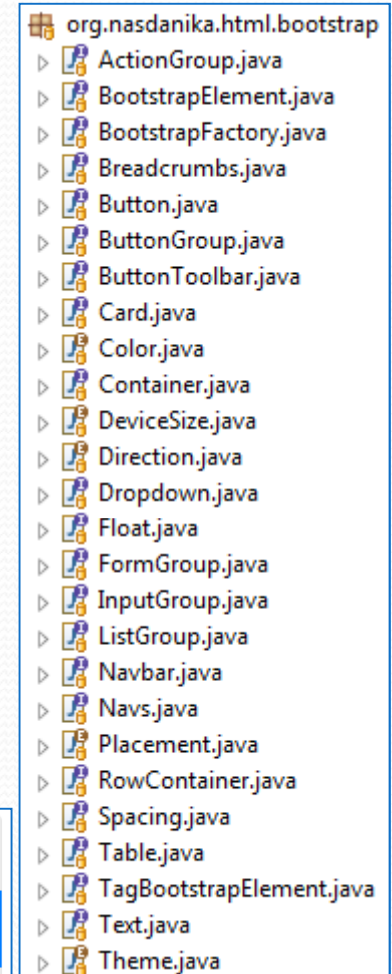 org.nasdanika.html.bootstrap
ActionGroup.java
BootstrapElement.java
BootstrapFactory.java
Breadcrumbs.java
Button.java
ButtonGroup.java
ButtonToolbar.java
Card.java
Color.java
Container.java
DeviceSize.java
Direction.java
Dropdown.java
Float.java
FormGroup.java
InputGroup.java
ListGroup.java
Navbar.java
Navs.java
Placement.java
RowContainer.java
Spacing.java
Table.java
TagBootstrapElement.java
Text.java
Theme.java